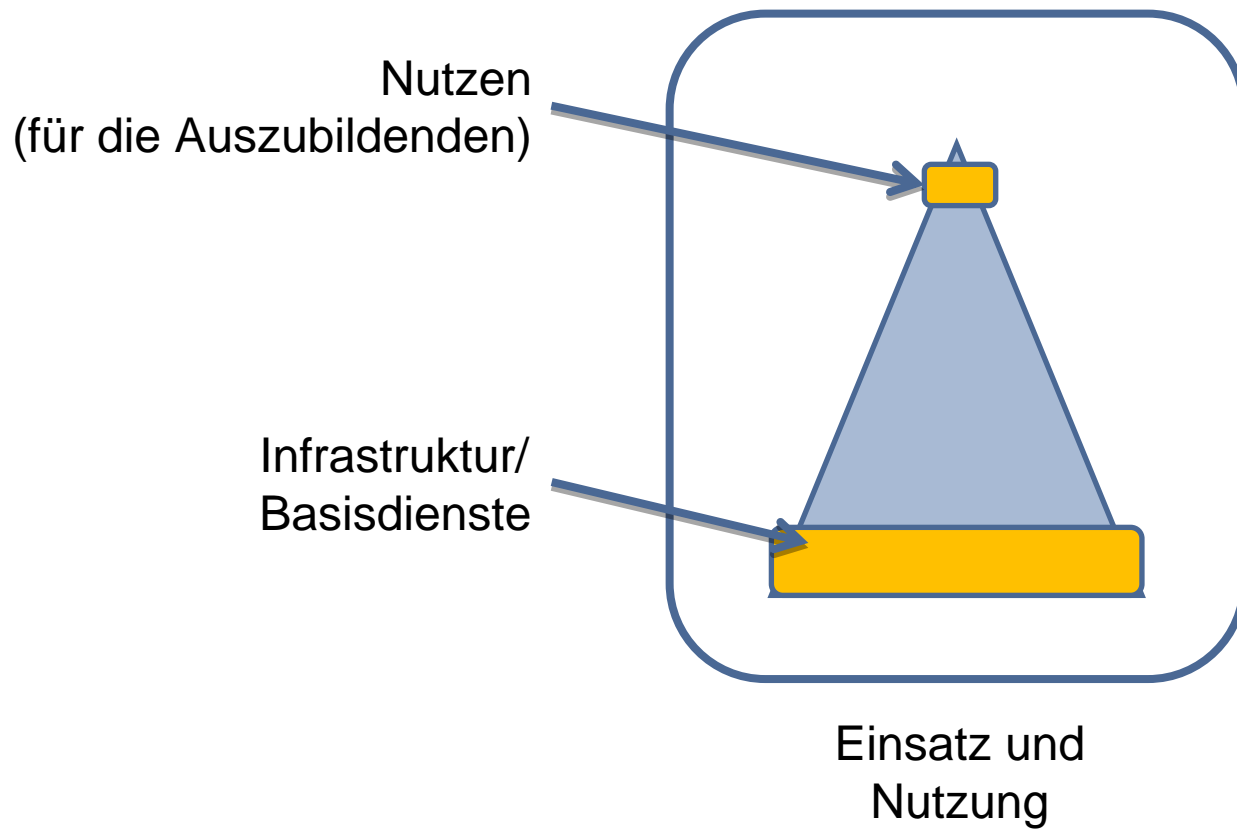 Nutzen
(für die Auszubildenden)
Infrastruktur/
Basisdienste
Einsatz und
Nutzung